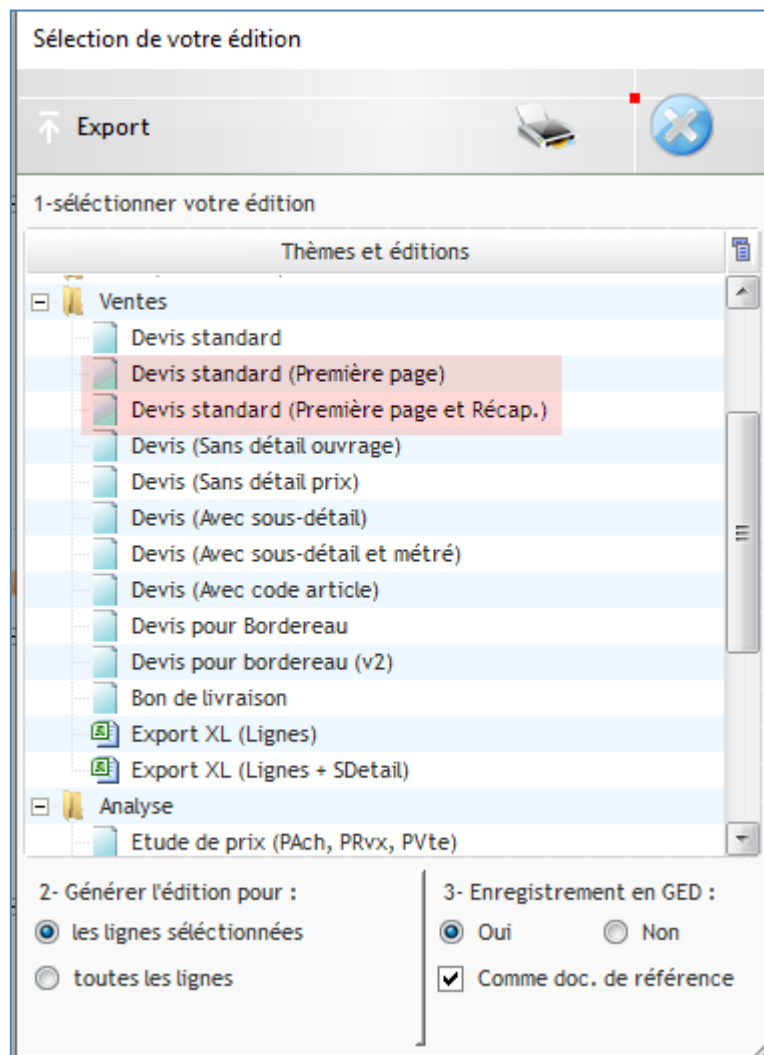 Sélection de votre édition
Export
1-séléctionner votre édition
Thèmes et éditions
Ventes
Devis standard
Devis standard (Première page)
Devis standard (Première page et Récap.)
Devis (Sans détail ouvrage)
Devis (Sans détail prix)
Devis (Avec sous-détail)
Devis (Avec sous-détail et métré)
Devis (Avec code article)
Devis pour Bordereau
Devis pour bordereau (v2)
Bon de livraison
Export XL (Lignes)
Export XL (Lignes + SDetail)
Analyse
Etude de prix (PAch, PRvx, PVte)
2- Générer l'édition pour :
les lignes séléctionnées
toutes les lignes
3- Enregistrement en GED :
Oui Non
Comme doc. de référence